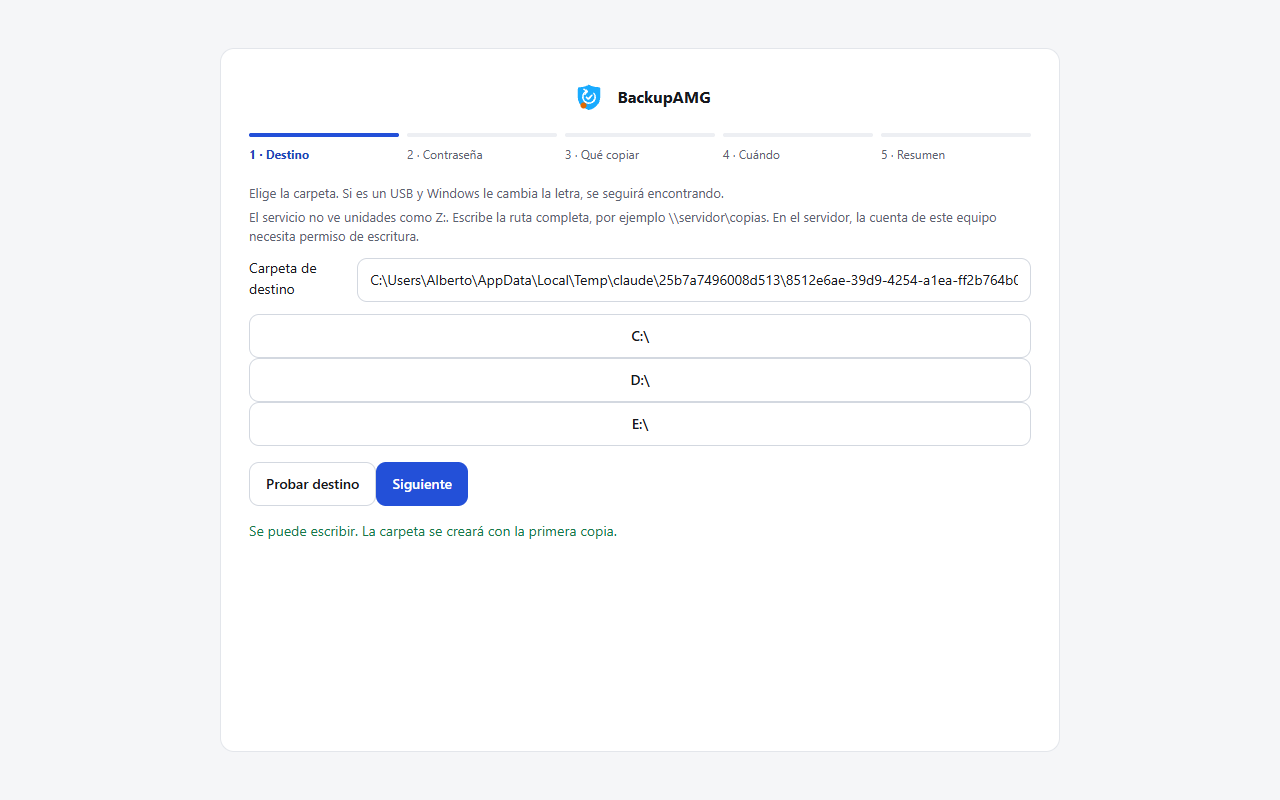 BackupAMG
1 · Destino
2 · Contraseña
3 · Qué copiar
4 · Cuándo
5 · Resumen
Elige la carpeta. Si es un USB y Windows le cambia la letra, se seguirá encontrando.
El servicio no ve unidades como Z:. Escribe la ruta completa, por ejemplo \\servidor\copias. En el servidor, la cuenta de este equipo
necesita permiso de escritura.
Carpeta de
destino
C:\Users\Alberto\AppData\Local\Temp\claude\25b7a7496008d513\8512e6ae-39d9-4254-a1ea-ff2b764b0
C:\
D:\
E:\
Probar destino
Siguiente
Se puede escribir. La carpeta se creará con la primera copia.